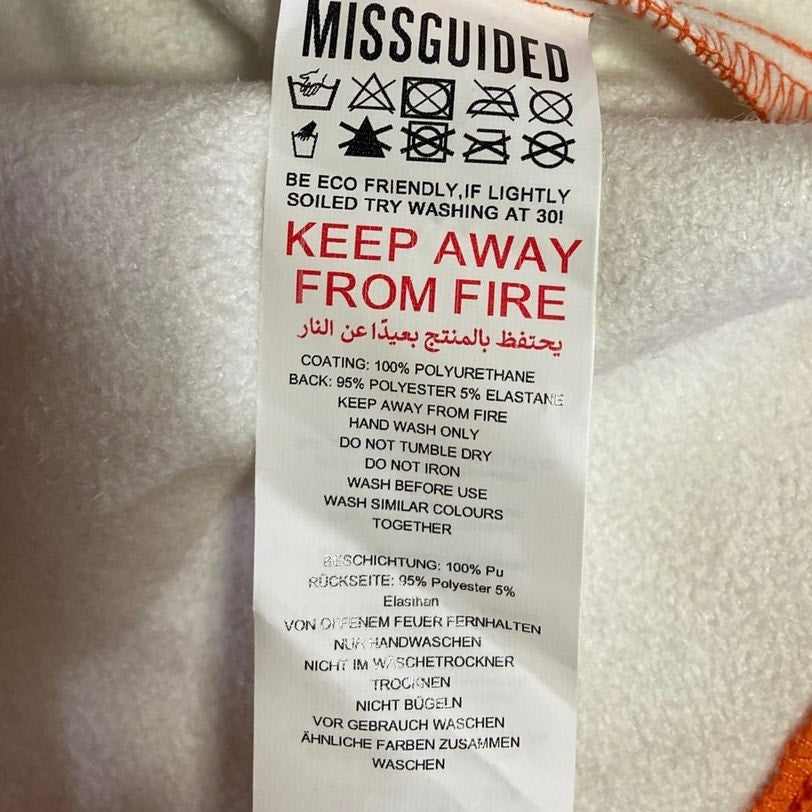 MISSGUIDED
BE ECO FRIENDLY,IF LIGHTLY
SOILED TRY WASHING AT 30!
KEEP AWAY
FROM FIRE
يحتفظ بالمنتج بعيدًا عن النار
COATING: 100% POLYURETHANE
BACK: 95% POLYESTER 5% ELASTANE
KEEP AWAY FROM FIRE
HAND WASH ONLY
DO NOT TUMBLE DRY
DO NOT IRON
WASH BEFORE USE
WASH SIMILAR COLOURS
TOGETHER
BESCHICHTUNG: 100% Pu
RÜCKSEITE: 95% Polyester 5%
Elasthan
VON OFFENEM FEUER FERNHALTEN
NUR HANDWASCHEN
NICHT IM WÄSCHETROCKNER
TROCKNEN
NICHT BÜGELN
VOR GEBRAUCH WASCHEN
ÄHNLICHE FARBEN ZUSAMMEN
WASCHEN